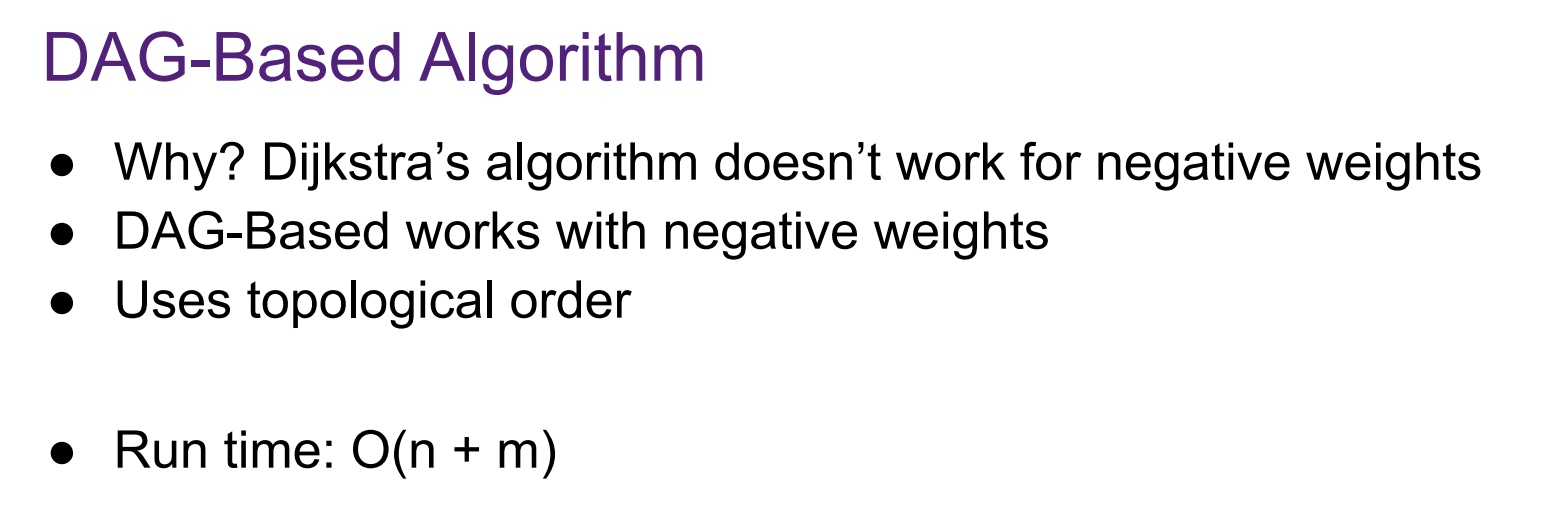 DAG-Based Algorithm
● Why? Dijkstra’s algorithm doesn’t work for negative weights
● DAG-Based works with negative weights
● Uses topological order
● Run time: O(n + m)